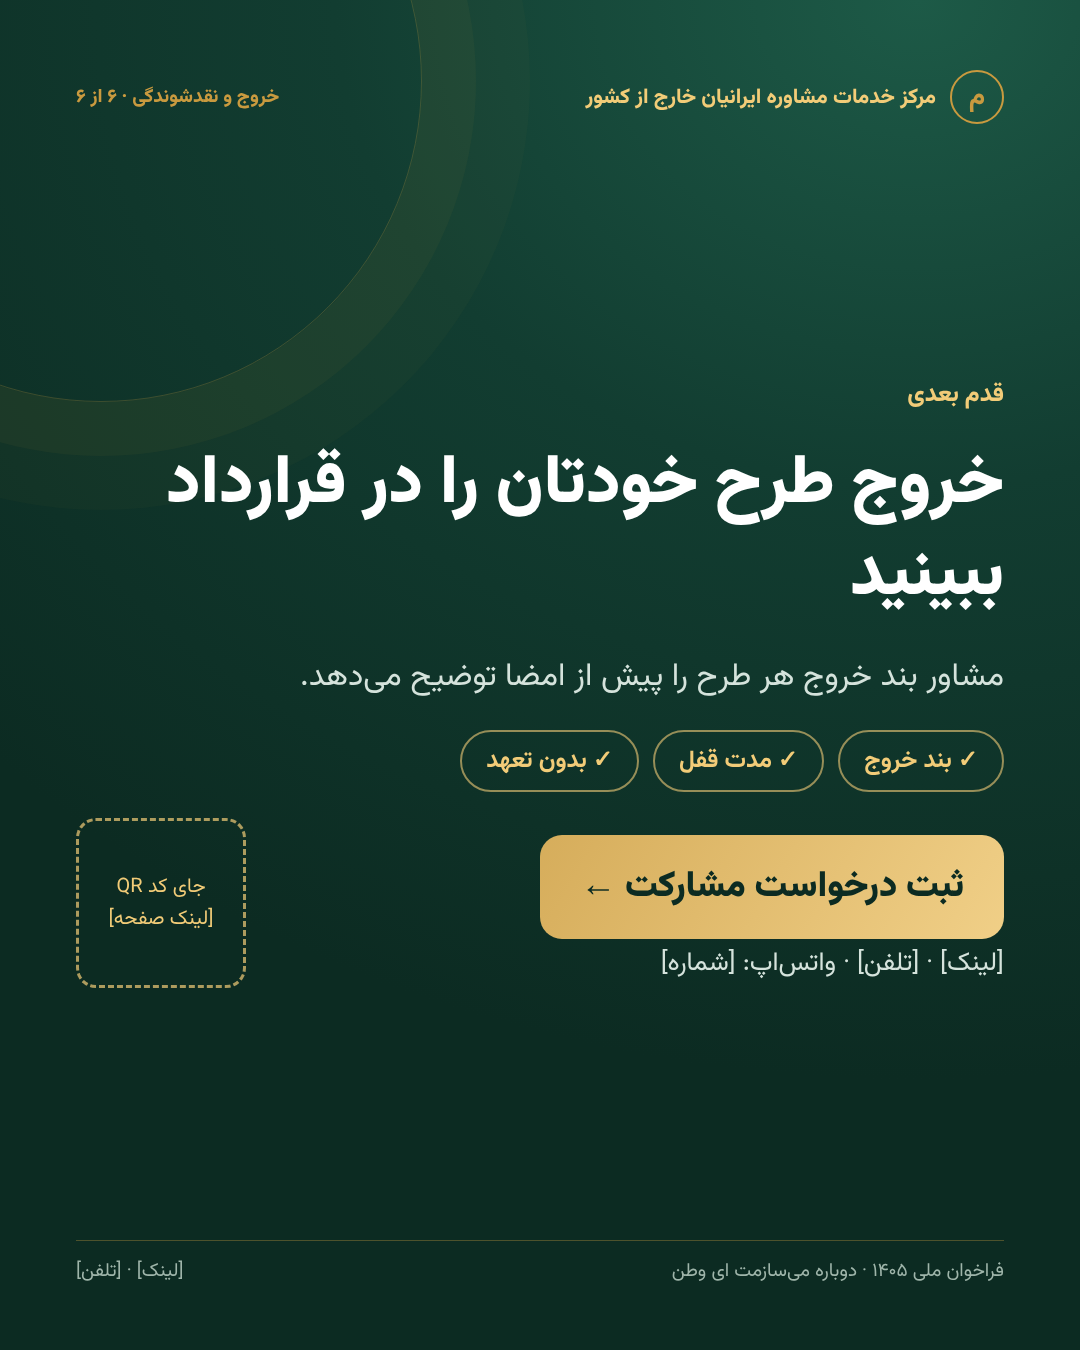 م
مرکز خدمات مشاوره ایرانیان خارج از کشور
خروج و نقدشوندگی · ۶ از ۶
قدم بعدی
خروج طرح خودتان را در قرارداد
ببینید
مشاور بند خروج هر طرح را پیش از امضا توضیح می‌دهد.
✓ بند خروج
✓ مدت قفل
✓ بدون تعهد
ثبت درخواست مشارکت ←
[لینک] · [تلفن] · واتس‌اپ: [شماره]
جای کد QR
[لینک صفحه]
فراخوان ملی ۱۴۰۵ · دوباره می‌سازمت ای وطن
[لینک] · [تلفن]